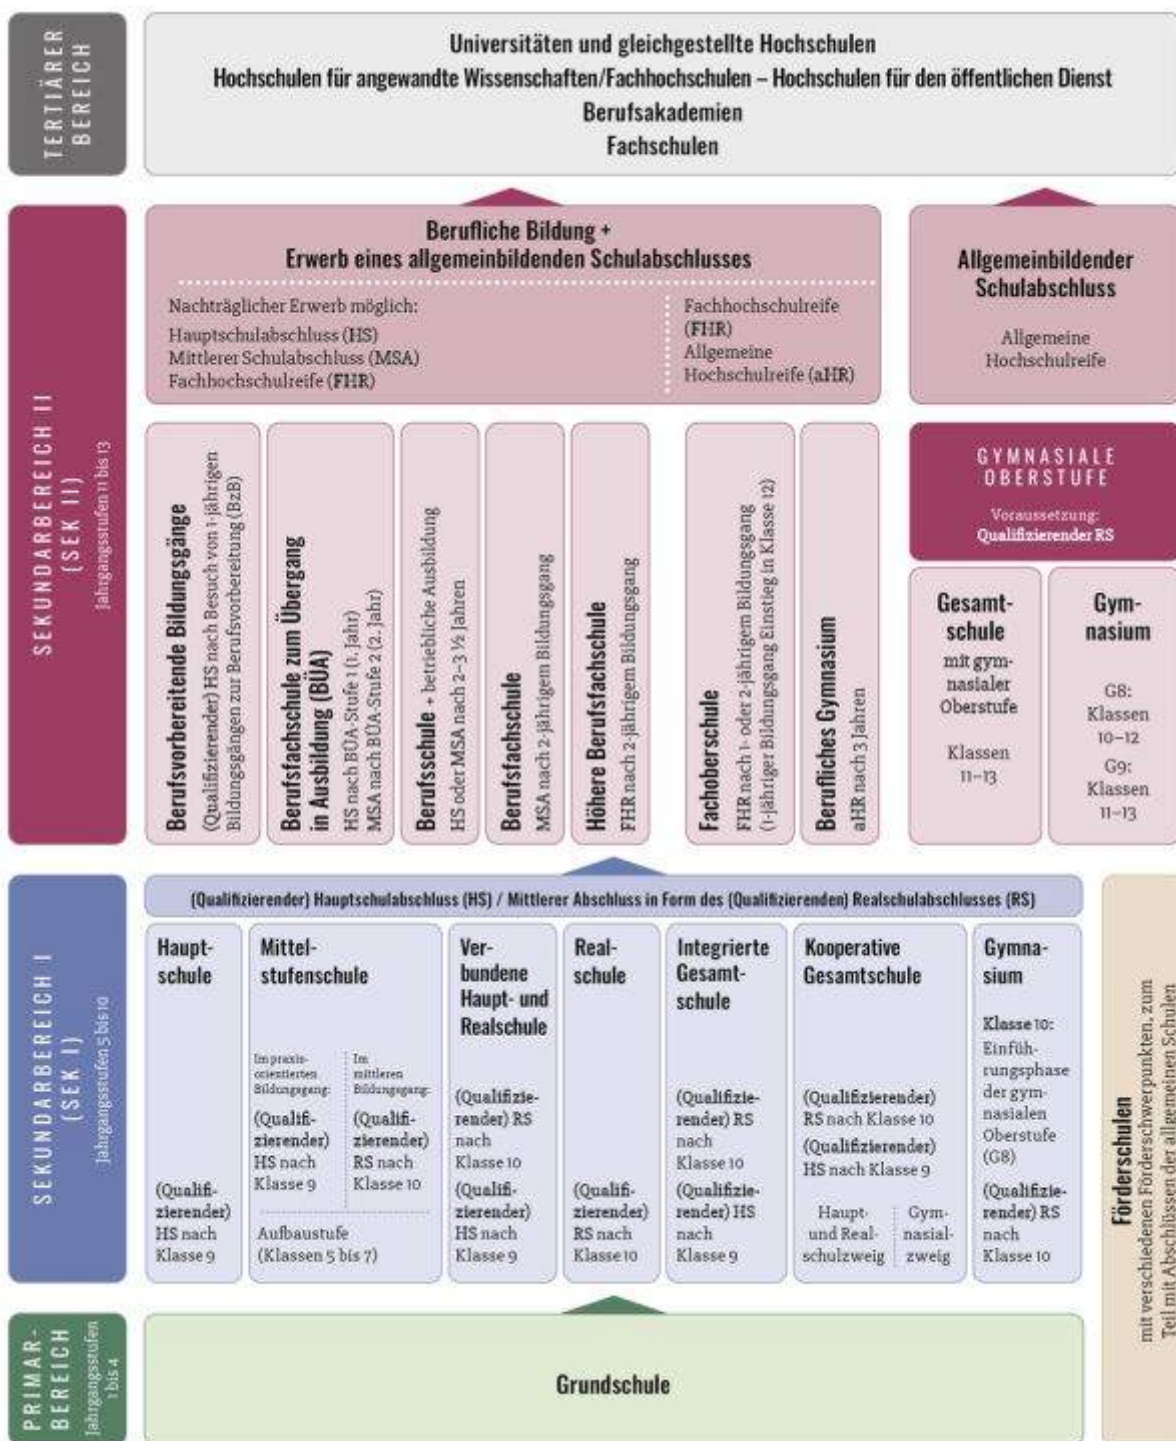 TERTIÄRER
BEREICH
Universitäten und gleichgestellte Hochschulen
Hochschulen für angewandte Wissenschaften/Fachhochschulen – Hochschulen für den öffentlichen Dienst
Berufsakademien
Fachschulen
SEKUNDARBEREICH II
(SEK II)
Jahrgangsstufen 11 bis 13
Berufliche Bildung +
Erwerb eines allgemeinbildenden Schulabschlusses
Nachträglicher Erwerb möglich:
Hauptschulabschluss (HS)
Mittlerer Schulabschluss (MSA)
Fachhochschulreife (FHR)
Fachhochschulreife
(FHR)
Allgemeine
Hochschulreife (aHR)
Allgemeinbildender
Schulabschluss
Allgemeine
Hochschulreife
Berufsvorbereitende Bildungsgänge
(Qualifizierender) HS nach Besuch von 1-jährigen
Bildungsgängen zur Berufsvorbereitung (BzB)
Berufsfachschule zum Übergang
in Ausbildung (BÜA)
HS nach BÜA-Stufe 1 (1. Jahr)
MSA nach BÜA-Stufe 2 (2. Jahr)
Berufsschule + betriebliche Ausbildung
HS oder MSA nach 2–3 ½ Jahren
Berufsfachschule
MSA nach 2-jährigem Bildungsgang
Höhere Berufsfachschule
FHR nach 2-jährigem Bildungsgang
Fachoberschule
FHR nach 1- oder 2-jährigem Bildungsgang
(1-jähriger Bildungsgang Einstieg in Klasse 12)
Berufliches Gymnasium
aHR nach 3 Jahren
GYMNASIALE
OBERSTUFE
Voraussetzung:
Qualifizierender RS
Gesamt-
schule
mit gym-
nasialer
Oberstufe
Klassen
11–13
Gym-
nasium
G8:
Klassen
10–12
G9:
Klassen
11–13
SEKUNDARBEREICH I
(SEK I)
Jahrgangsstufen 5 bis 10
(Qualifizierender) Hauptschulabschluss (HS) / Mittlerer Abschluss in Form des (Qualifizierenden) Realschulabschlusses (RS)
Haupt-
schule
(Qualifi-
zierender)
HS nach
Klasse 9
Mittel-
stufenschule
Im praxis-
orientierten
Bildungsgang:
(Qualifi-
zierender)
HS nach
Klasse 9
Im
mittleren
Bildungsgang:
(Qualifi-
zierender)
RS nach
Klasse 10
Aufbaustufe
(Klassen 5 bis 7)
Ver-
bundene
Haupt- und
Realschule
(Qualifizie-
render) RS
nach
Klasse 10
(Qualifi-
zierender)
HS nach
Klasse 9
Real-
schule
(Qualifi-
zierender)
RS nach
Klasse 10
Integrierte
Gesamt-
schule
(Qualifizie-
render) RS
nach
Klasse 10
(Qualifizie-
render) HS
nach
Klasse 9
Kooperative
Gesamtschule
(Qualifizierender)
RS nach Klasse 10
(Qualifizierender)
HS nach Klasse 9
Haupt-
und Real-
schulzweig
Gym-
nasial-
zweig
Gymna-
sium
Klasse 10:
Einfüh-
rungsphase
der gym-
nasialen
Oberstufe
(G8)
(Qualifizie-
render) RS
nach
Klasse 10
Förderschulen
mit verschiedenen Förderschwerpunkten, zum
Teil mit Abschlüssen der allgemeinen Schulen
PRIMAR-
BEREICH
Jahrgangsstufen
1 bis 4
Grundschule